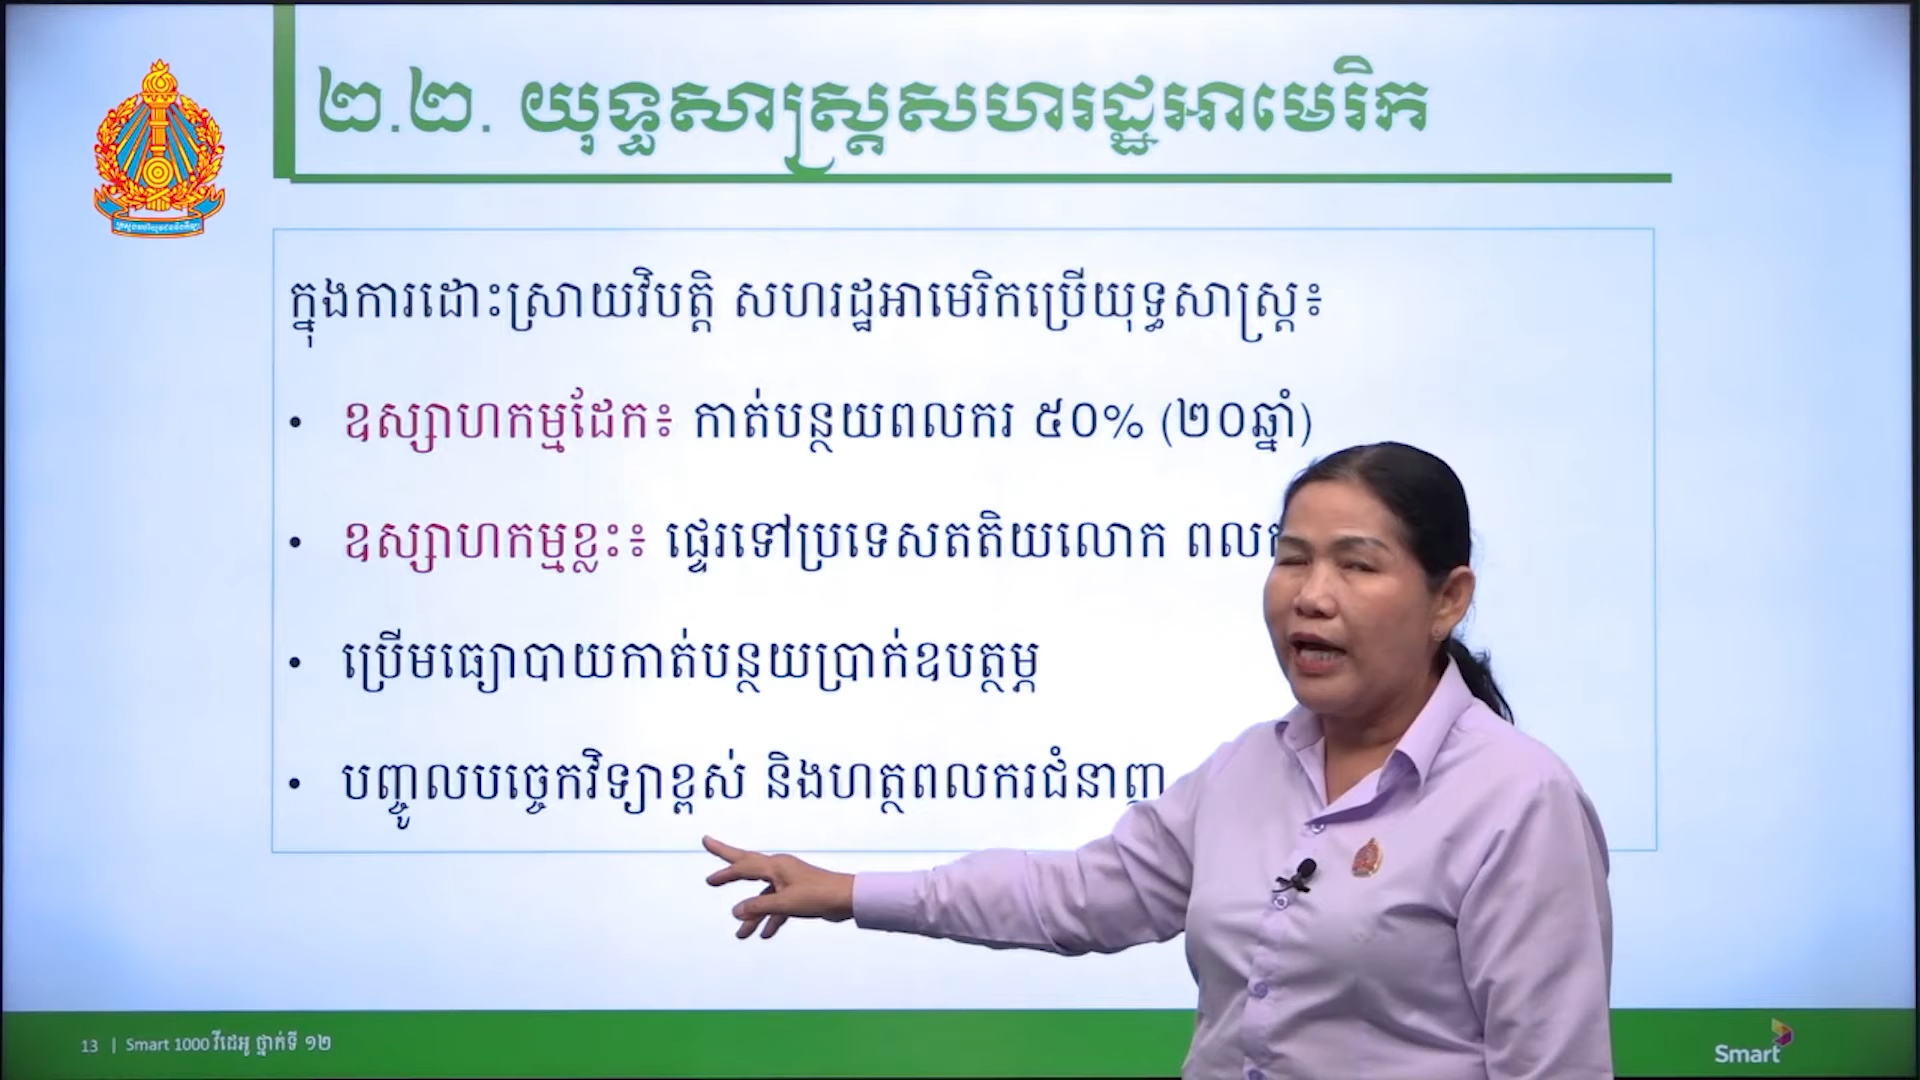 ២.២. យុទ្ធសាស្ត្រសហរដ្ឋអាមេរិក
ក្នុងការដោះស្រាយវិបត្តិ សហរដ្ឋអាមេរិកប្រើយុទ្ធសាស្ត្រ៖
• ឧស្សាហកម្មដែក៖ កាត់បន្ថយពលករ ៥០% (២០ឆ្នាំ)
• ឧស្សាហកម្មខ្លះ៖ ផ្ទេរទៅប្រទេសតតិយលោក
• ប្រើមធ្យោបាយកាត់បន្ថយប្រាក់ឧបត្ថម្ភ
• បញ្ចូលបច្ចេកវិទ្យាខ្ពស់ និងហត្ថពលករជំនាញ
13 | Smart 1000 វីដេអូ ថ្នាក់ទី ១២
Smart